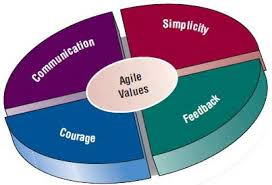 Communication
Simplicity
Agile
Values
Courage
Feedback